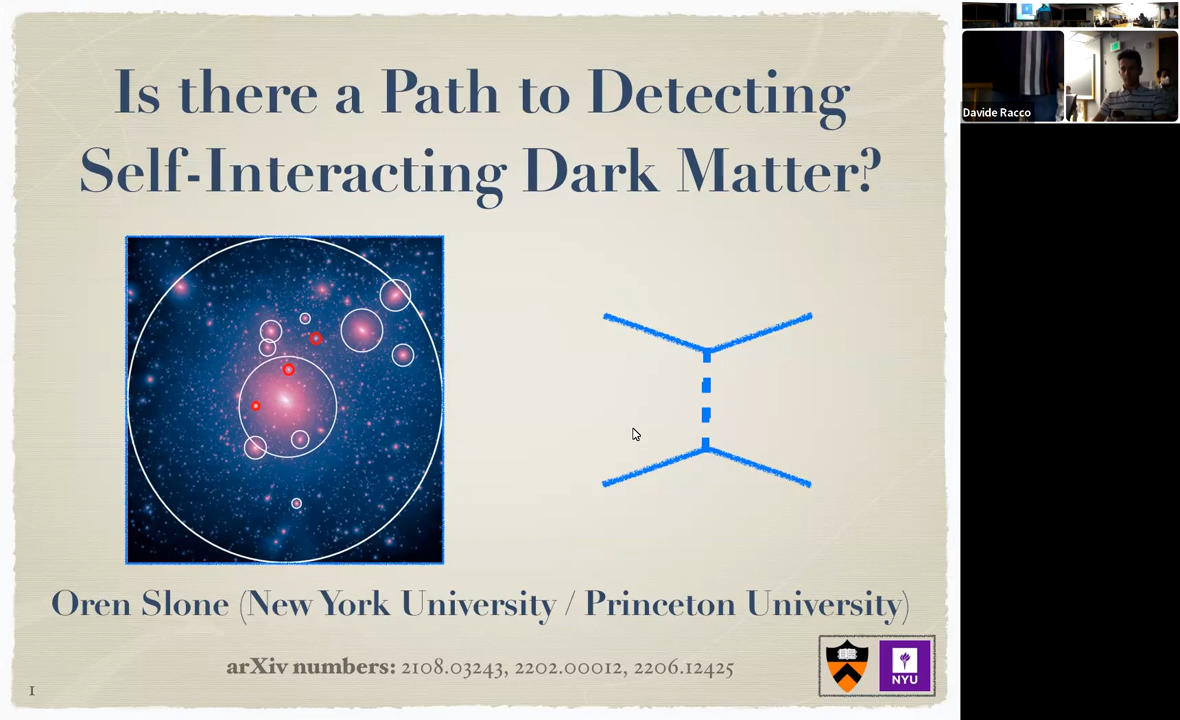 Is there a Path to Detecting
Self-Interacting Dark Matter?
Oren Slone (New York University / Princeton University)
arXiv numbers: 2108.03243, 2202.00012, 2206.12425
1
NYU
Davide Racco